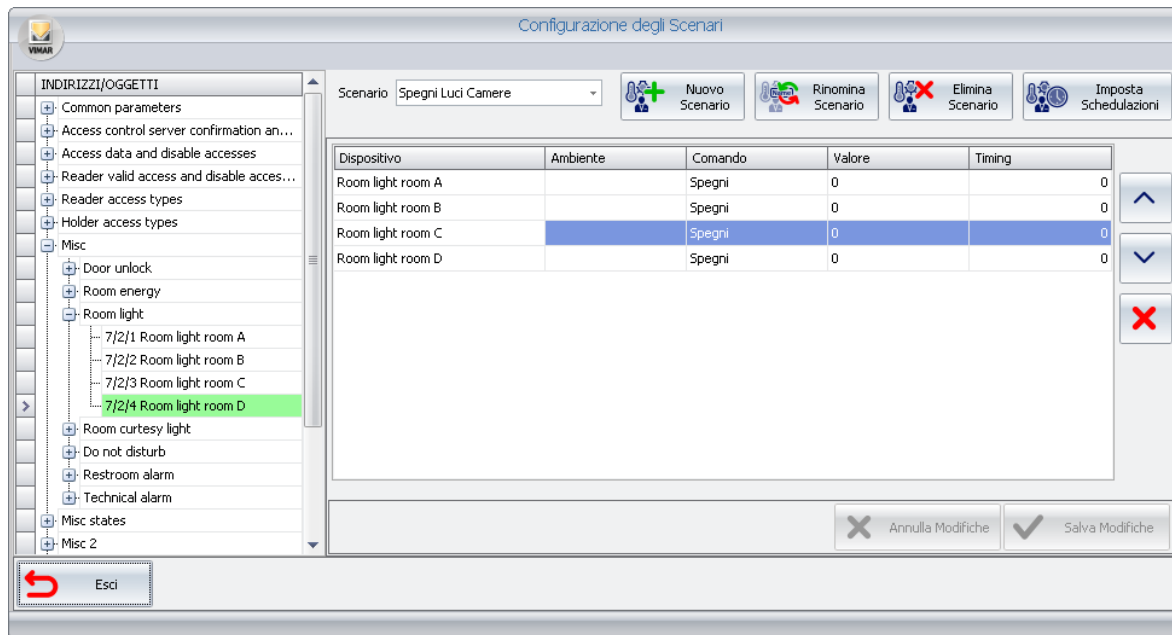 Configurazione degli Scenari
VIMAR
INDIRIZZI/OGGETTI
Common parameters
Access control server confirmation an...
Access data and disable accesses
Reader valid access and disable acces...
Reader access types
Holder access types
Misc
Door unlock
Room energy
Room light
7/2/1 Room light room A
7/2/2 Room light room B
7/2/3 Room light room C
7/2/4 Room light room D
Room curtesy light
Do not disturb
Restroom alarm
Technical alarm
Misc states
Misc 2
Scenario Spegni Luci Camere
Nuovo
Scenario
Name
Rinomina
Scenario
Elimina
Scenario
Imposta
Schedulazioni
Dispositivo Ambiente Comando Valore Timing
Room light room A Spegni 0 0
Room light room B Spegni 0 0
Room light room C Spegni 0 0
Room light room D Spegni 0 0
Annulla Modifiche Salva Modifiche
Esci